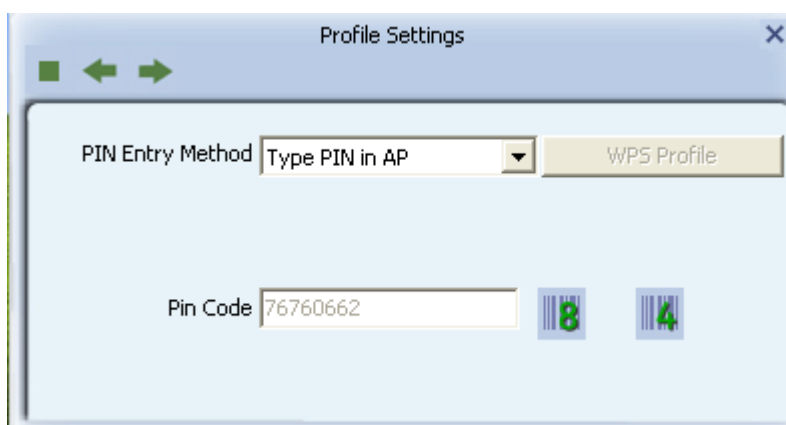 Profile Settings
PIN Entry Method Type PIN in AP WPS Profile
Pin Code 76760662 8 4